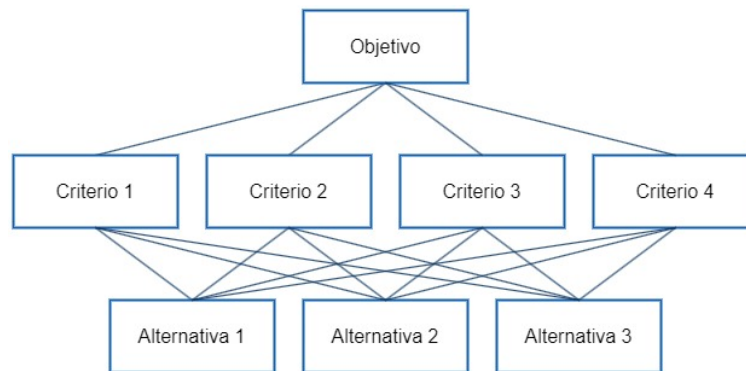 Objetivo
Criterio 1
Criterio 2
Criterio 3
Criterio 4
Alternativa 1
Alternativa 2
Alternativa 3